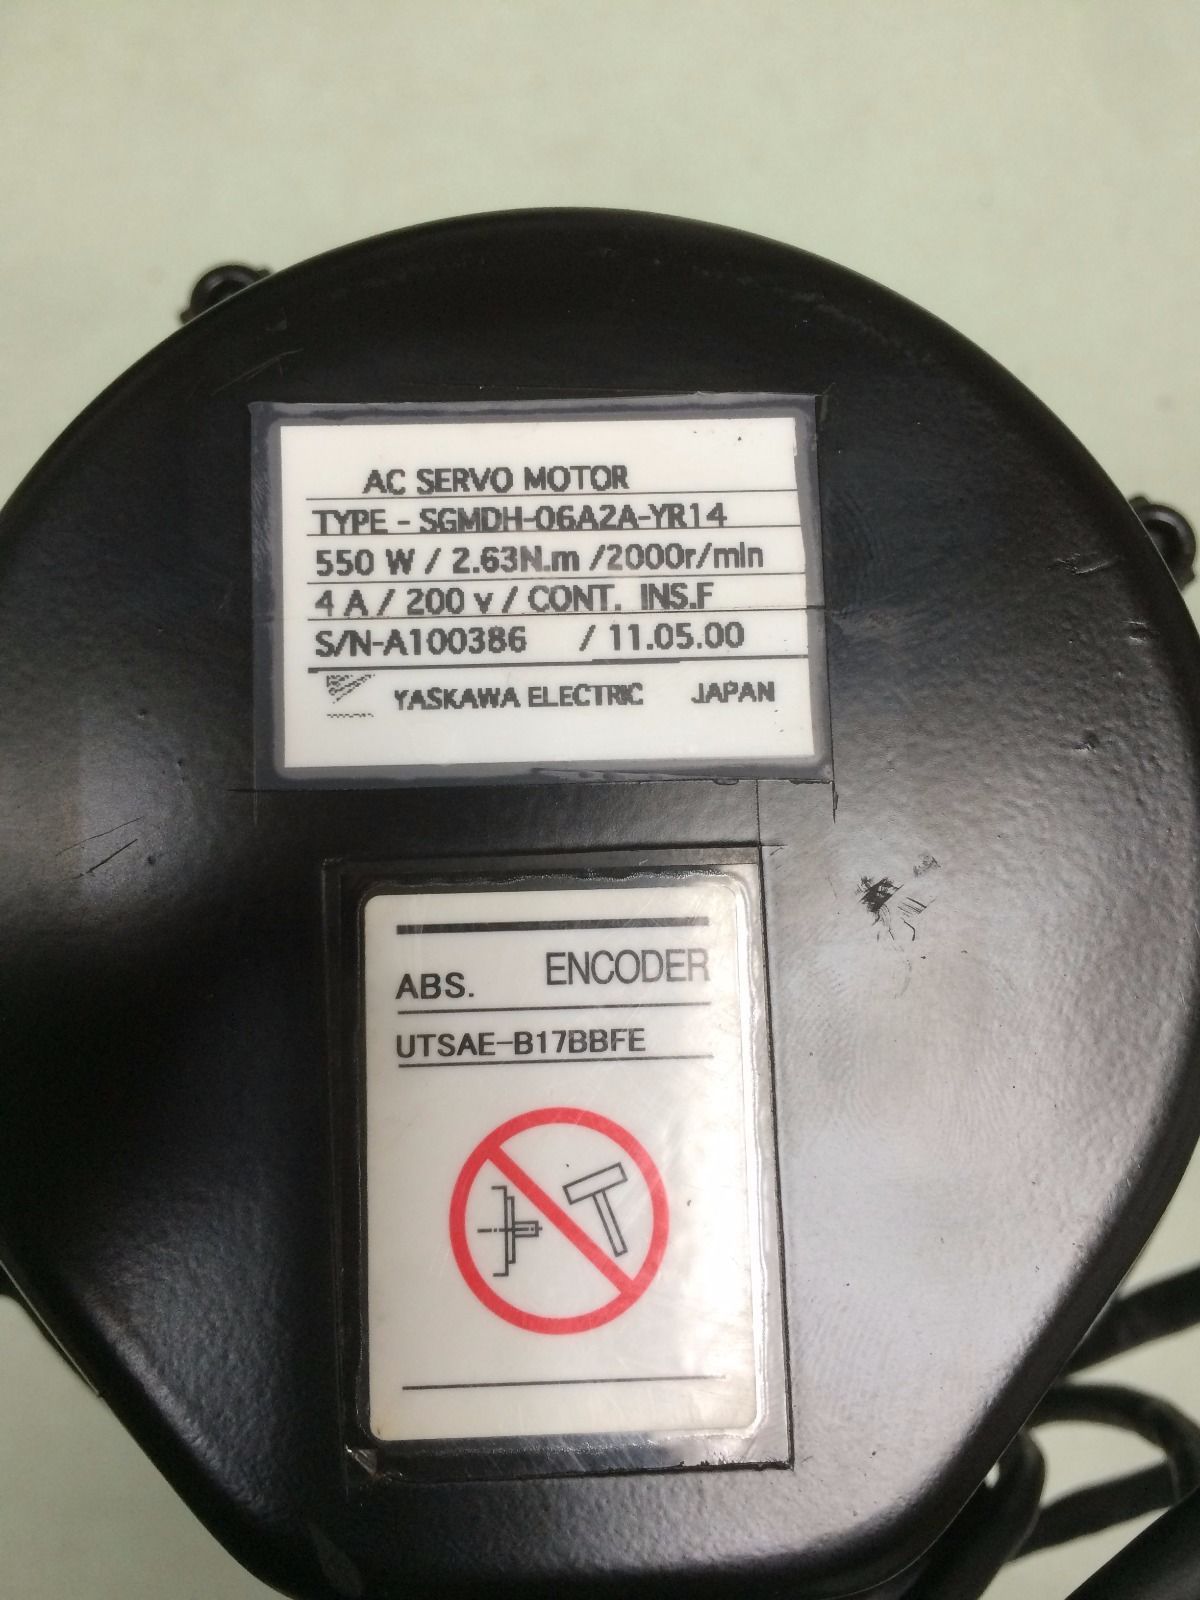 AC SERVO MOTOR
TYPE - SGMDH-06A2A-YR14
550 W / 2.63N.m /2000r/min
4 A / 200 v / CONT. INS.F
S/N-A100386 / 11.05.00
YASKAWA ELECTRIC JAPAN
ABS. ENCODER
UTSAE-B17BBFE